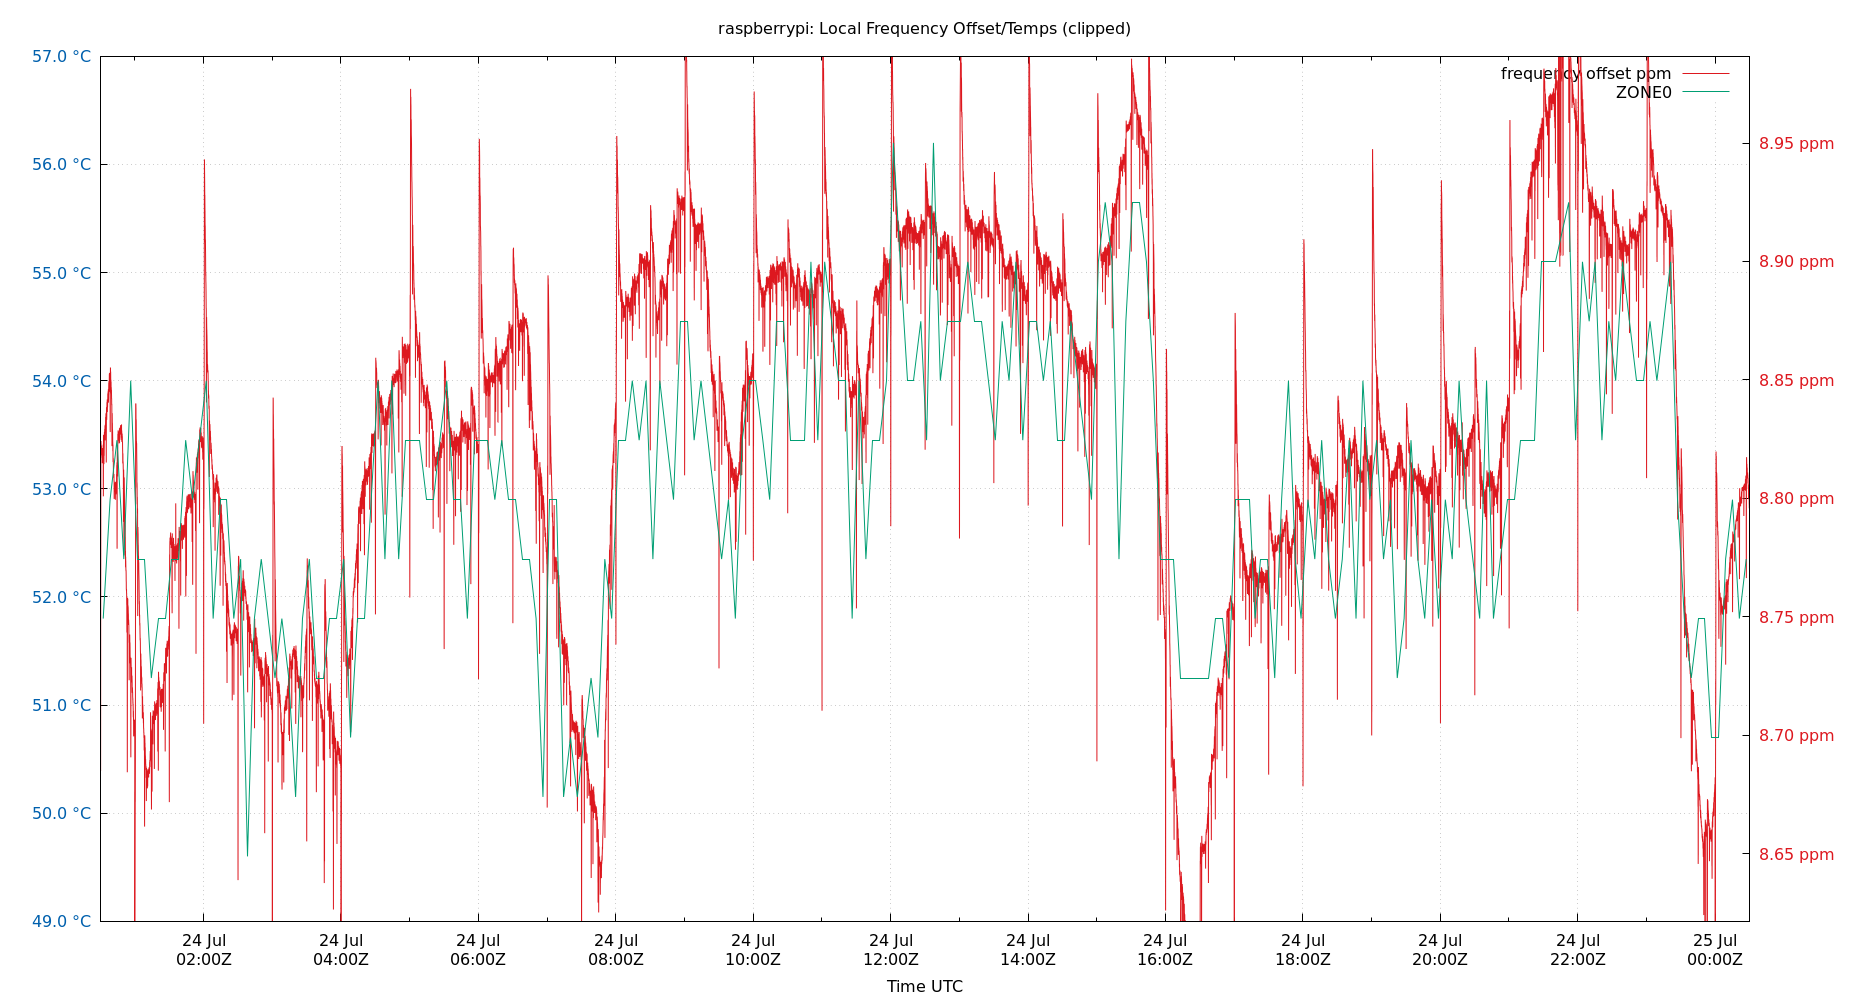 raspberrypi: Local Frequency Offset/Temps (clipped)
57.0 °C
56.0 °C
55.0 °C
54.0 °C
53.0 °C
52.0 °C
51.0 °C
50.0 °C
49.0 °C
frequency offset ppm
ZONE0
8.95 ppm
8.90 ppm
8.85 ppm
8.80 ppm
8.75 ppm
8.70 ppm
8.65 ppm
24 Jul 24 Jul 24 Jul 24 Jul 24 Jul 24 Jul 24 Jul 24 Jul 24 Jul 24 Jul 24 Jul 25 Jul
02:00Z 04:00Z 06:00Z 08:00Z 10:00Z 12:00Z 14:00Z 16:00Z 18:00Z 20:00Z 22:00Z 00:00Z
Time UTC